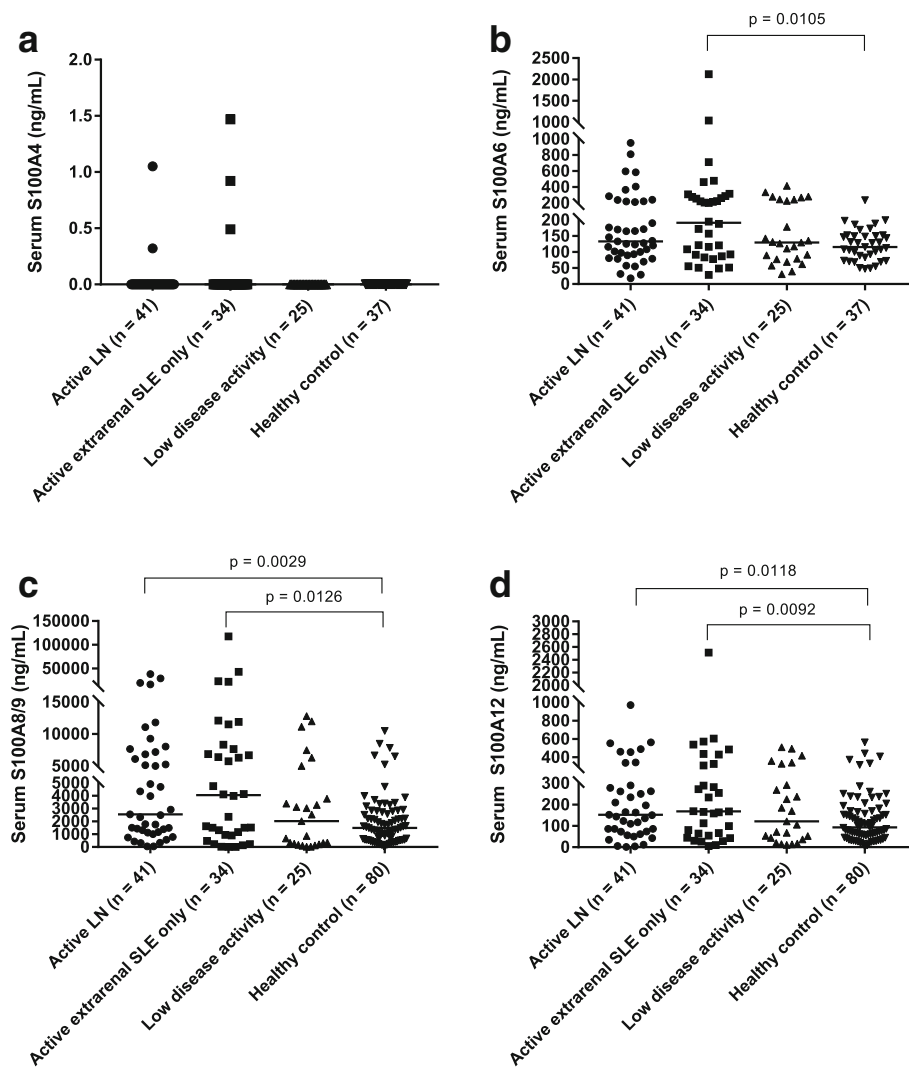 a
Serum S100A4 (ng/mL)
2.0
1.5
1.0
0.5
0.0
Active LN (n = 41)
Active extrarenal SLE only (n = 34)
Low disease activity (n = 25)
Healthy control (n = 37)
b
p = 0.0105
Serum S100A6 (ng/mL)
2500
2000
1500
1000
1000
800
600
400
200
200
150
100
50
0
Active LN (n = 41)
Active extrarenal SLE only (n = 34)
Low disease activity (n = 25)
Healthy control (n = 37)
c
p = 0.0029
p = 0.0126
Serum S100A8/9 (ng/mL)
150000
100000
50000
15000
10000
5000
5000
4000
3000
2000
1000
0
Active LN (n = 41)
Active extrarenal SLE only (n = 34)
Low disease activity (n = 25)
Healthy control (n = 80)
d
p = 0.0118
p = 0.0092
Serum S100A12 (ng/mL)
3000
2800
2600
2400
2200
2000
1000
800
600
400
300
200
100
0
Active LN (n = 41)
Active extrarenal SLE only (n = 34)
Low disease activity (n = 25)
Healthy control (n = 80)